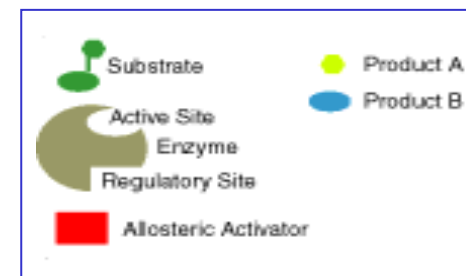 Substrate
Product A
Product B
Active Site
Enzyme
Regulatory Site
Allosteric Activator